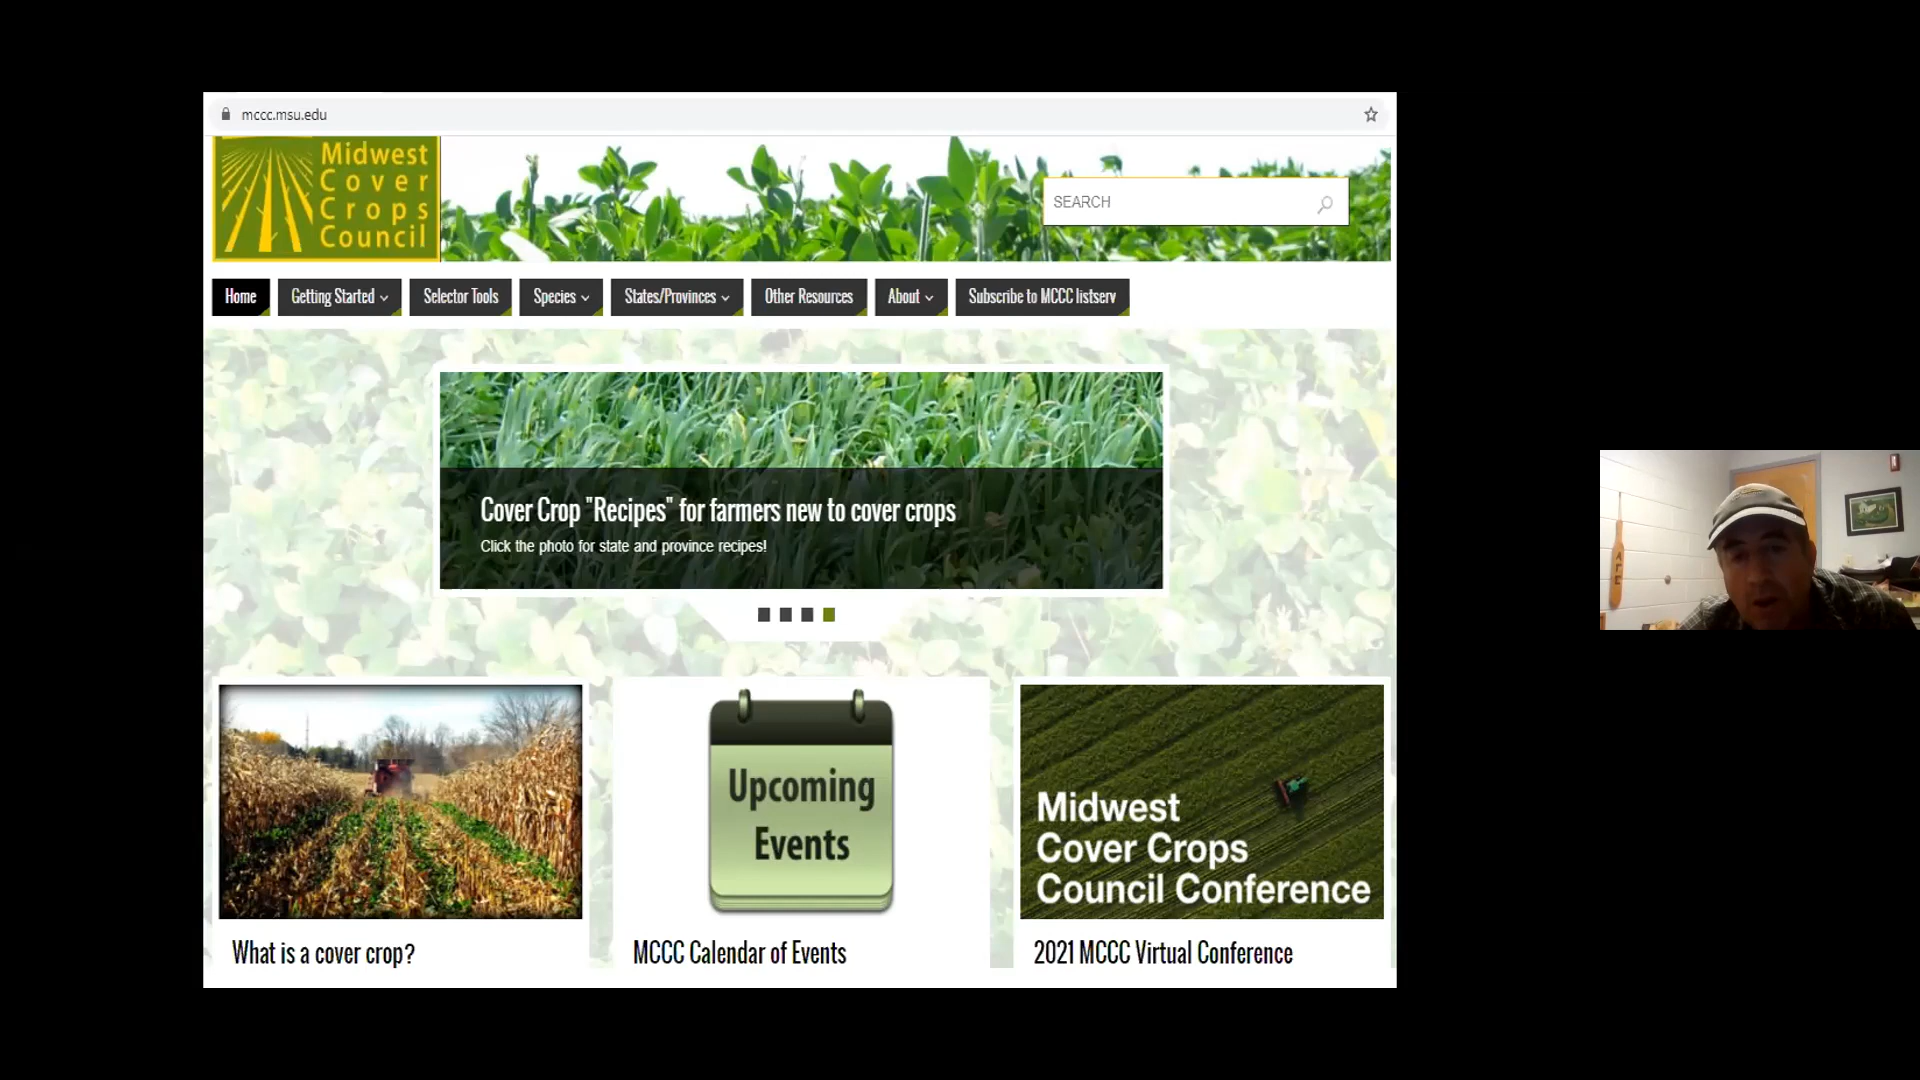 mccc.msu.edu
Midwest
Cover
Crops
Council
SEARCH
Home Getting Started Selector Tools Species States/Provinces Other Resources About Subscribe to MCCC listserv
Cover Crop "Recipes" for farmers new to cover crops
Click the photo for state and province recipes!
Upcoming
Events
Midwest
Cover Crops
Council Conference
What is a cover crop? MCCC Calendar of Events 2021 MCCC Virtual Conference